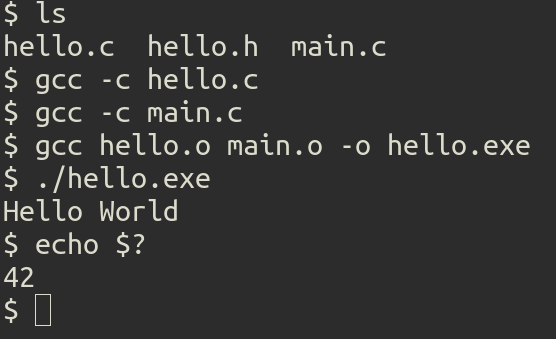 $ ls
hello.c  hello.h  main.c
$ gcc -c hello.c
$ gcc -c main.c
$ gcc hello.o main.o -o hello.exe
$ ./hello.exe
Hello World
$ echo $?
42
$